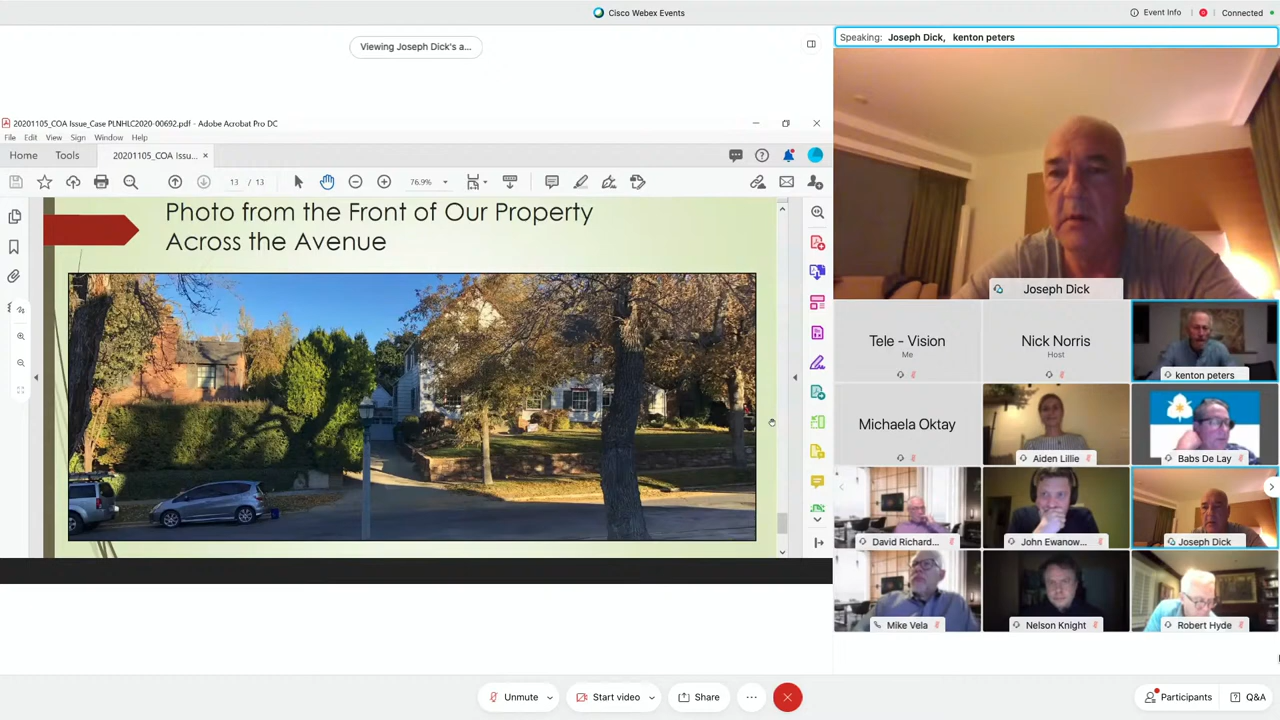 Cisco Webex Events
Event Info
Connected
Viewing Joseph Dick's a...
Speaking: Joseph Dick, kenton peters
20201105_COA Issue_Case PLNHLC2020-00692.pdf - Adobe Acrobat Pro DC
File Edit View Sign Window Help
Home Tools 20201105_COA Issu... ×
13 / 13 76.9%
Photo from the Front of Our Property
Across the Avenue
Joseph Dick
Tele - Vision
Me
Nick Norris
Host
kenton peters
Michaela Oktay
Aiden Lillie
Babs De Lay
David Richard...
John Ewanow...
Joseph Dick
Mike Vela
Nelson Knight
Robert Hyde
Unmute
Start video
Share
Participants
Q&A